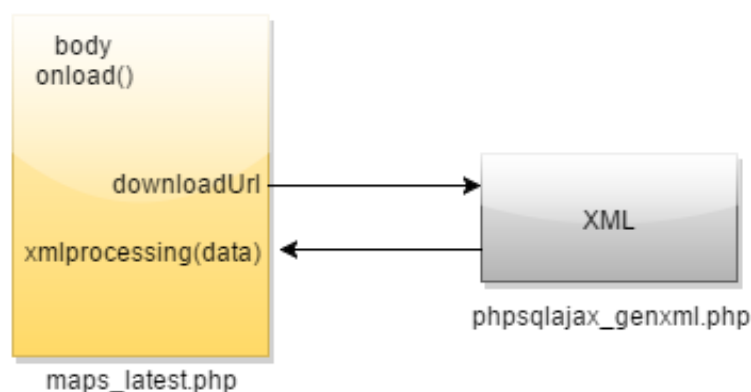 body
onload()
downloadUrl
xmlprocessing(data)
maps_latest.php
XML
phpsqlajax_genxml.php